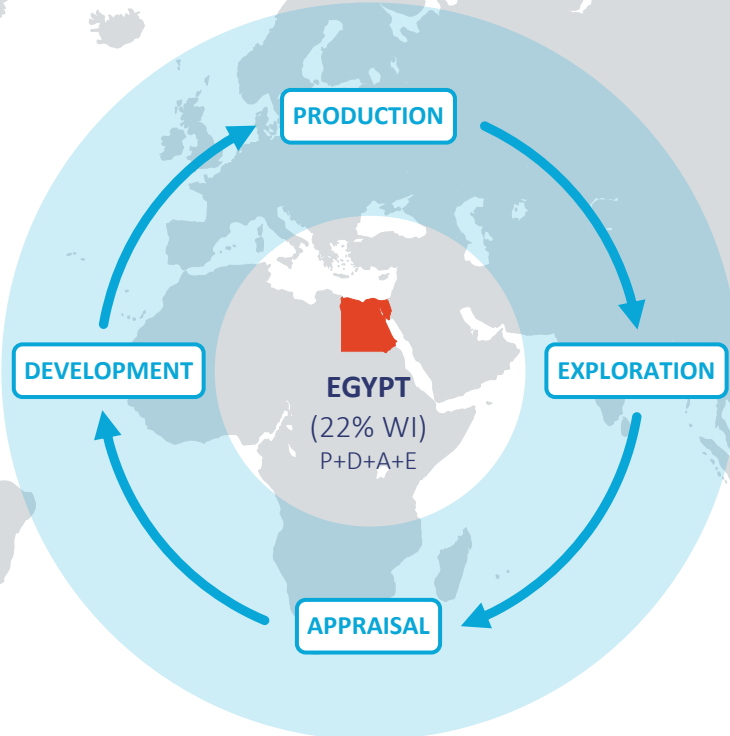 PRODUCTION
DEVELOPMENT
EXPLORATION
EGYPT
(22% WI)
P+D+A+E
APPRAISAL